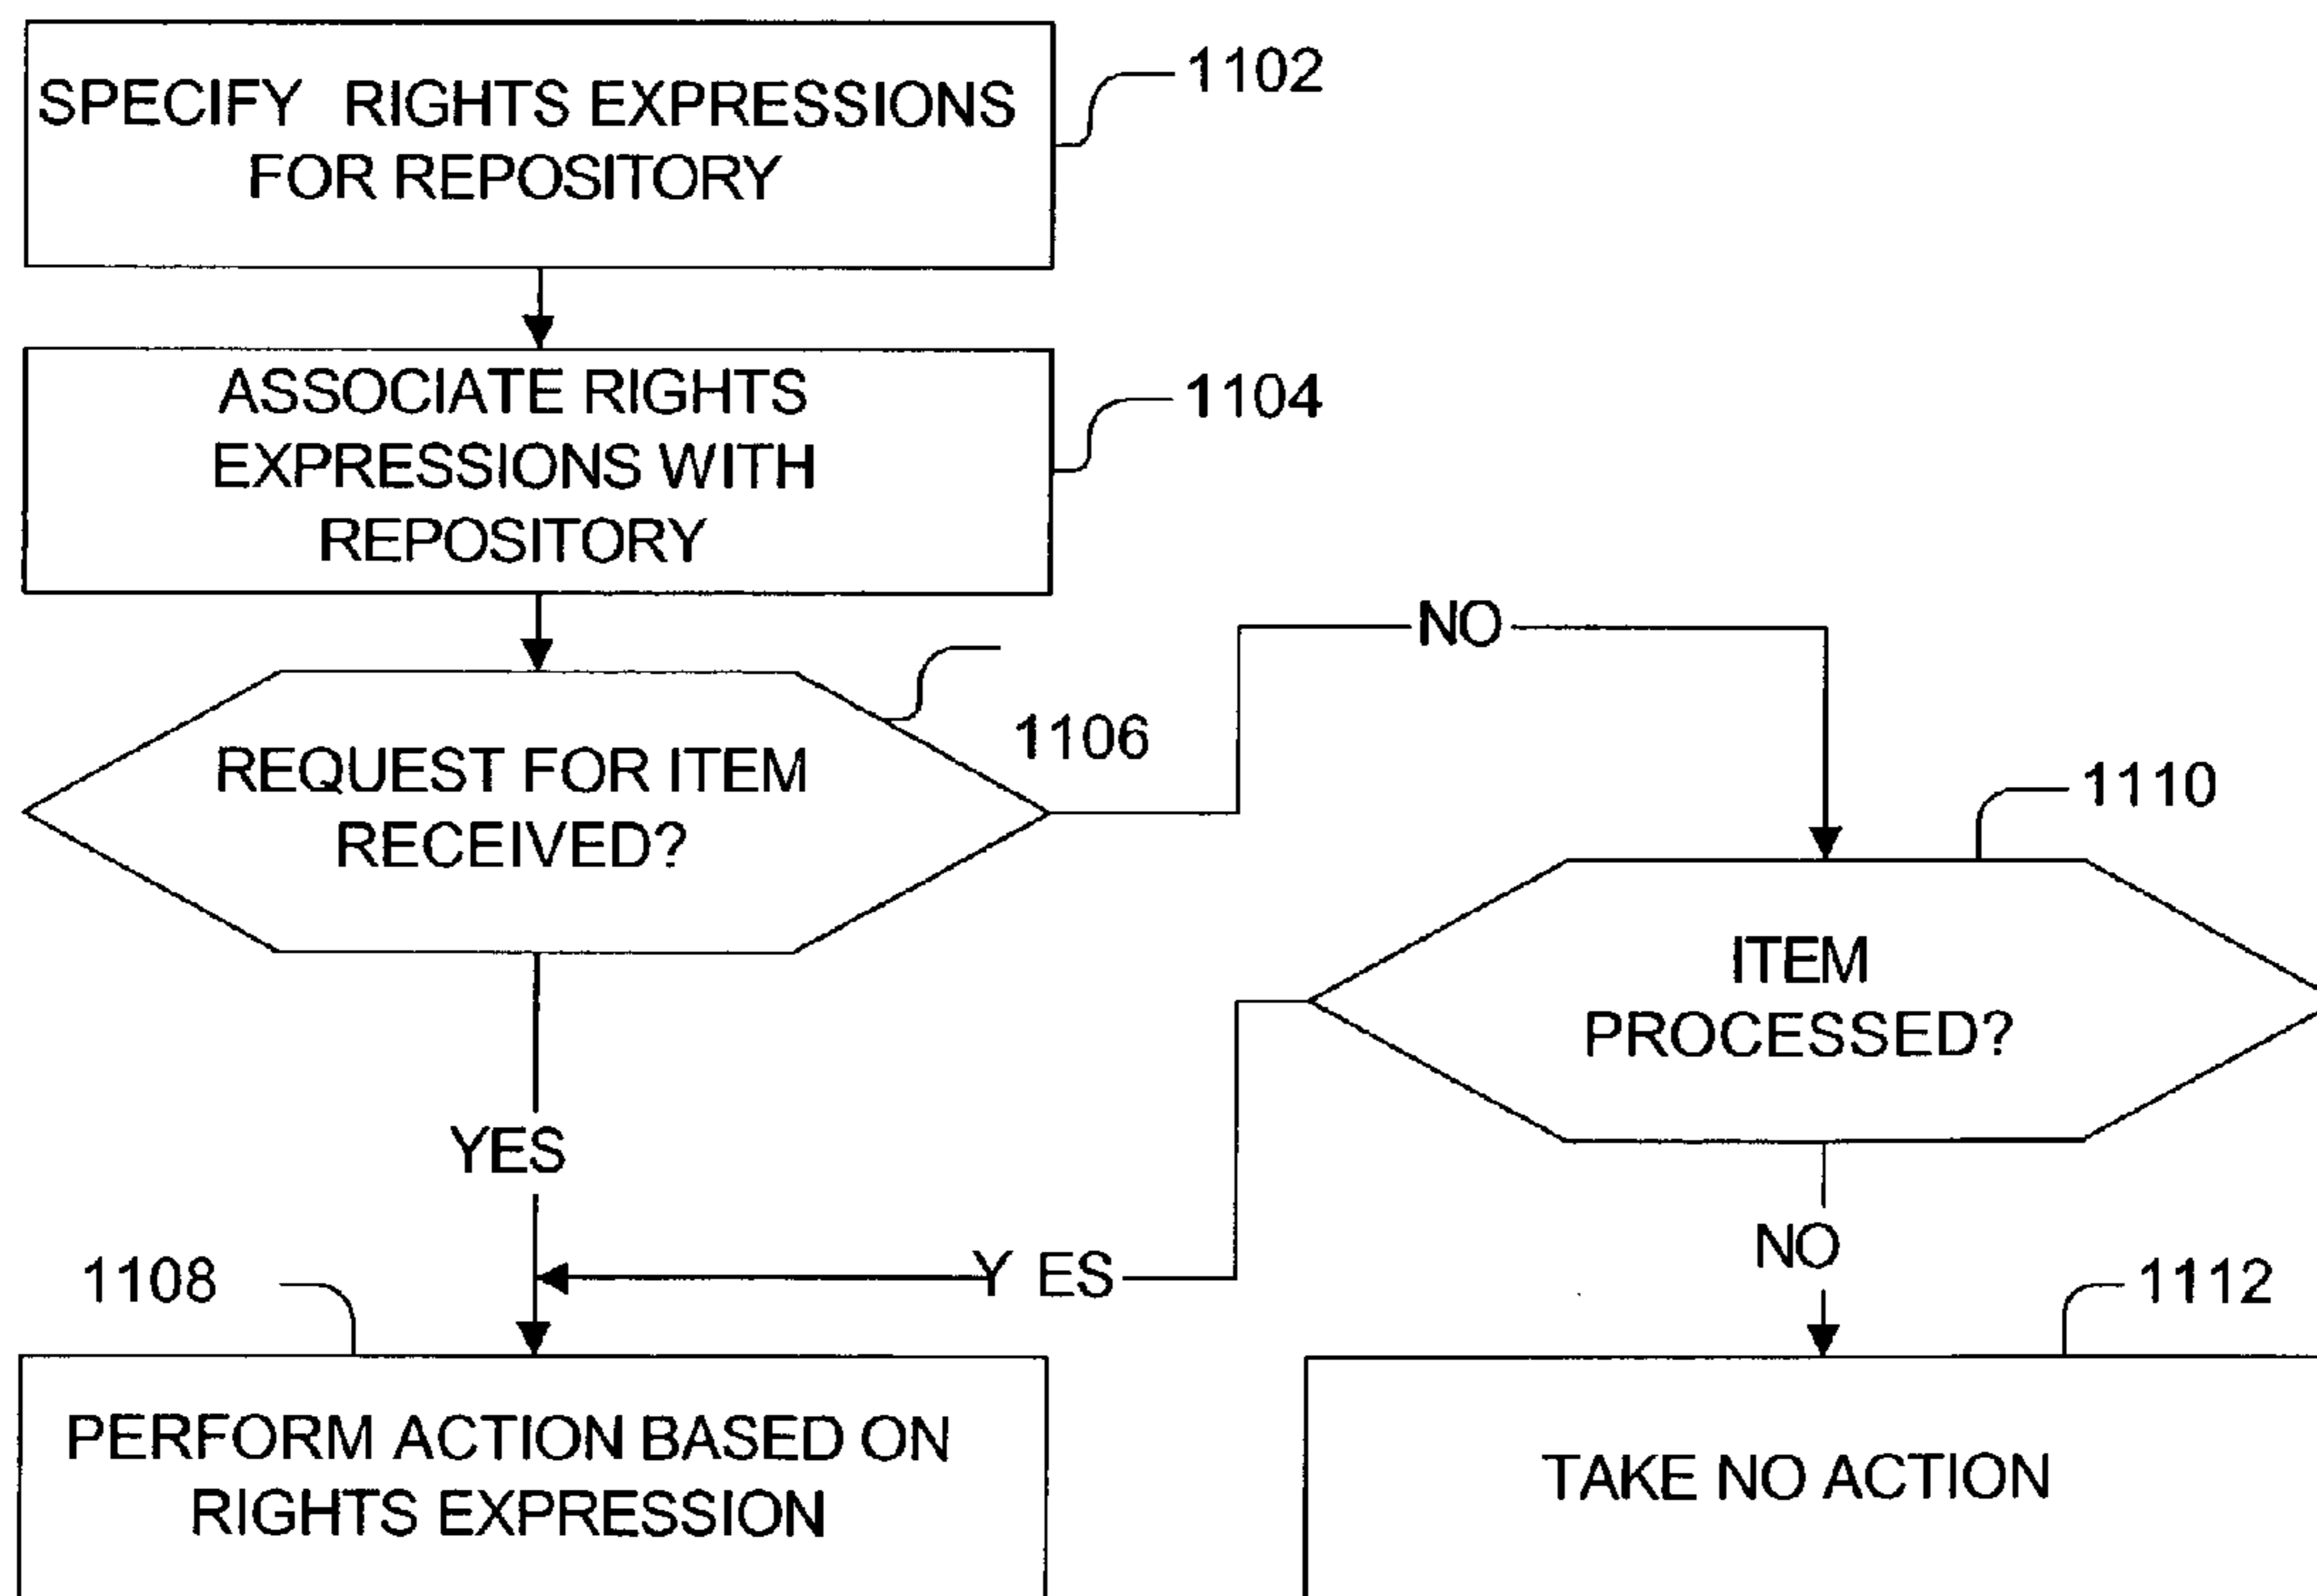 SPECIFY RIGHTS EXPRESSIONS
FOR REPOSITORY
1102
ASSOCIATE RIGHTS
EXPRESSIONS WITH
REPOSITORY
1104
NO
REQUEST FOR ITEM
RECEIVED?
1106
1110
ITEM
PROCESSED?
YES
NO
Y ES
1108
1112
PERFORM ACTION BASED ON
RIGHTS EXPRESSION
TAKE NO ACTION